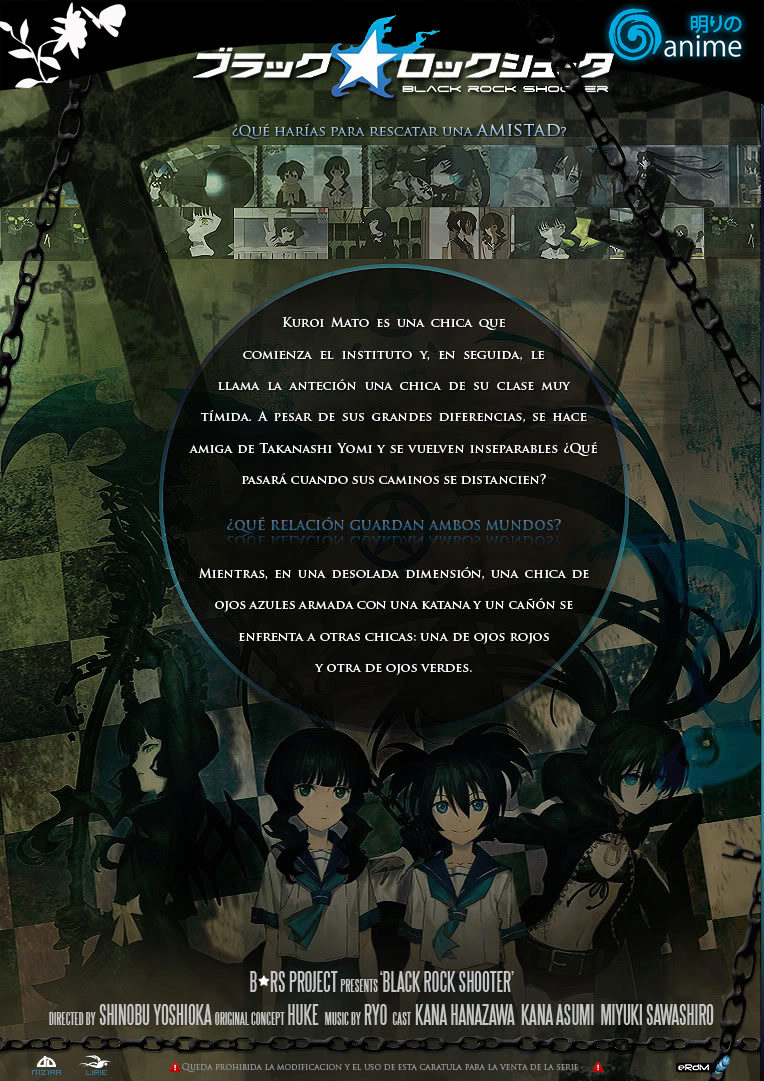 明りの
anime
ブラック★ロックシューター
BLACK ROCK SHOOTER
¿QUÉ HARÍAS PARA RESCATAR UNA AMISTAD?
KUROI MATO ES UNA CHICA QUE
COMIENZA EL INSTITUTO Y, EN SEGUIDA, LE
LLAMA LA ANTECIÓN UNA CHICA DE SU CLASE MUY
TÍMIDA. A PESAR DE SUS GRANDES DIFERENCIAS, SE HACE
AMIGA DE TAKANASHI YOMI Y SE VUELVEN INSEPARABLES ¿QUÉ
PASARÁ CUANDO SUS CAMINOS SE DISTANCIEN?
¿QUÉ RELACIÓN GUARDAN AMBOS MUNDOS?
MIENTRAS, EN UNA DESOLADA DIMENSIÓN, UNA CHICA DE
OJOS AZULES ARMADA CON UNA KATANA Y UN CAÑÓN SE
ENFRENTA A OTRAS CHICAS: UNA DE OJOS ROJOS
Y OTRA DE OJOS VERDES.
B★RS PROJECT PRESENTS 'BLACK ROCK SHOOTER'
DIRECTED BY SHINOBU YOSHIOKA ORIGINAL CONCEPT HUKE MUSIC BY RYO CAST KANA HANAZAWA KANA ASUMI MIYUKI SAWASHIRO
NIZIRA LIRIE
QUEDA PROHIBIDA LA MODIFICACION Y EL USO DE ESTA CARATULA PARA LA VENTA DE LA SERIE
eRdM